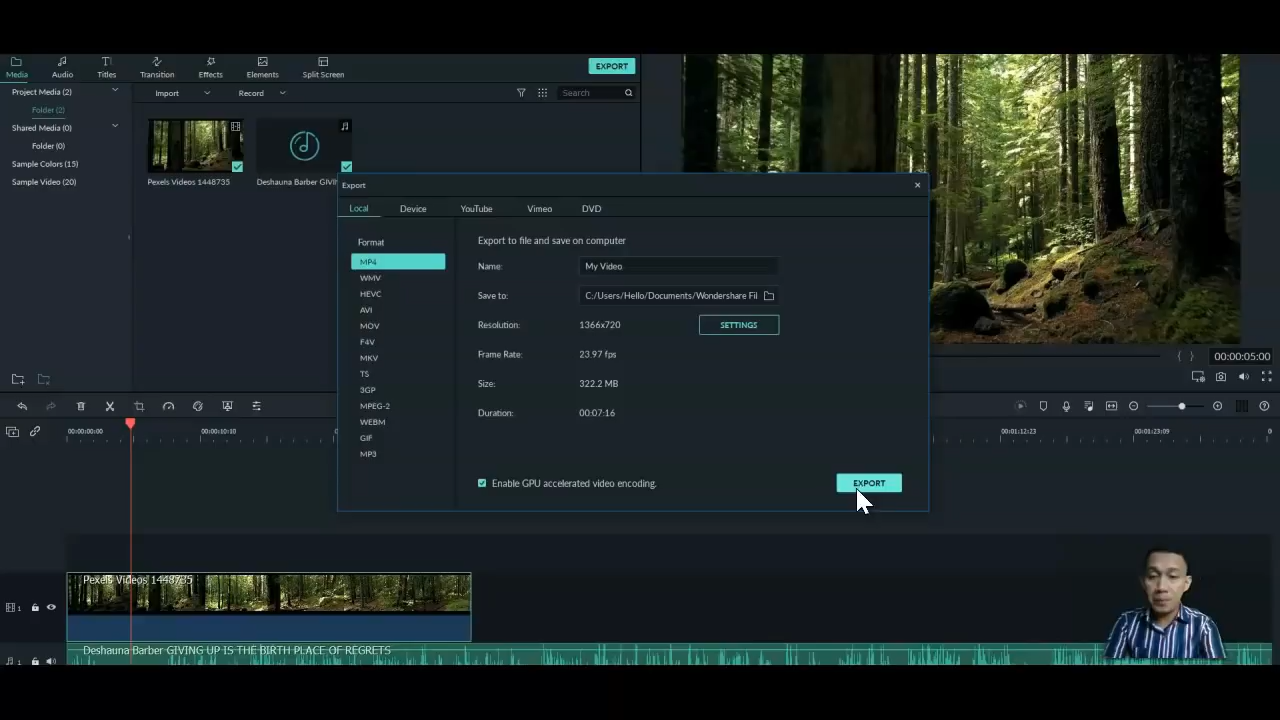 Media Audio Titles Transition Effects Elements Split Screen EXPORT
Project Media (2)
Import Record Search
Folder (2)
Shared Media (0)
Folder (0)
Sample Colors (15)
Sample Video (20)
Pexels Videos 1448735
Deshauna Barber GIVIN
Export
Local Device YouTube Vimeo DVD
Format
MP4
WMV
HEVC
AVI
MOV
F4V
MKV
TS
3GP
MPEG-2
WEBM
GIF
MP3
Export to file and save on computer
Name: My Video
Save to: C:/Users/Hello/Documents/Wondershare Fil
Resolution: 1366x720 SETTINGS
Frame Rate: 23.97 fps
Size: 322.2 MB
Duration: 00:07:16
Enable GPU accelerated video encoding.
EXPORT
00:00:05:00
00:00:00:00 00:00:10:10 00:01:12:23 00:01:23:09 0
Pexels Videos 1448735
1
Deshauna Barber GIVING UP IS THE BIRTH PLACE OF REGRETS
1